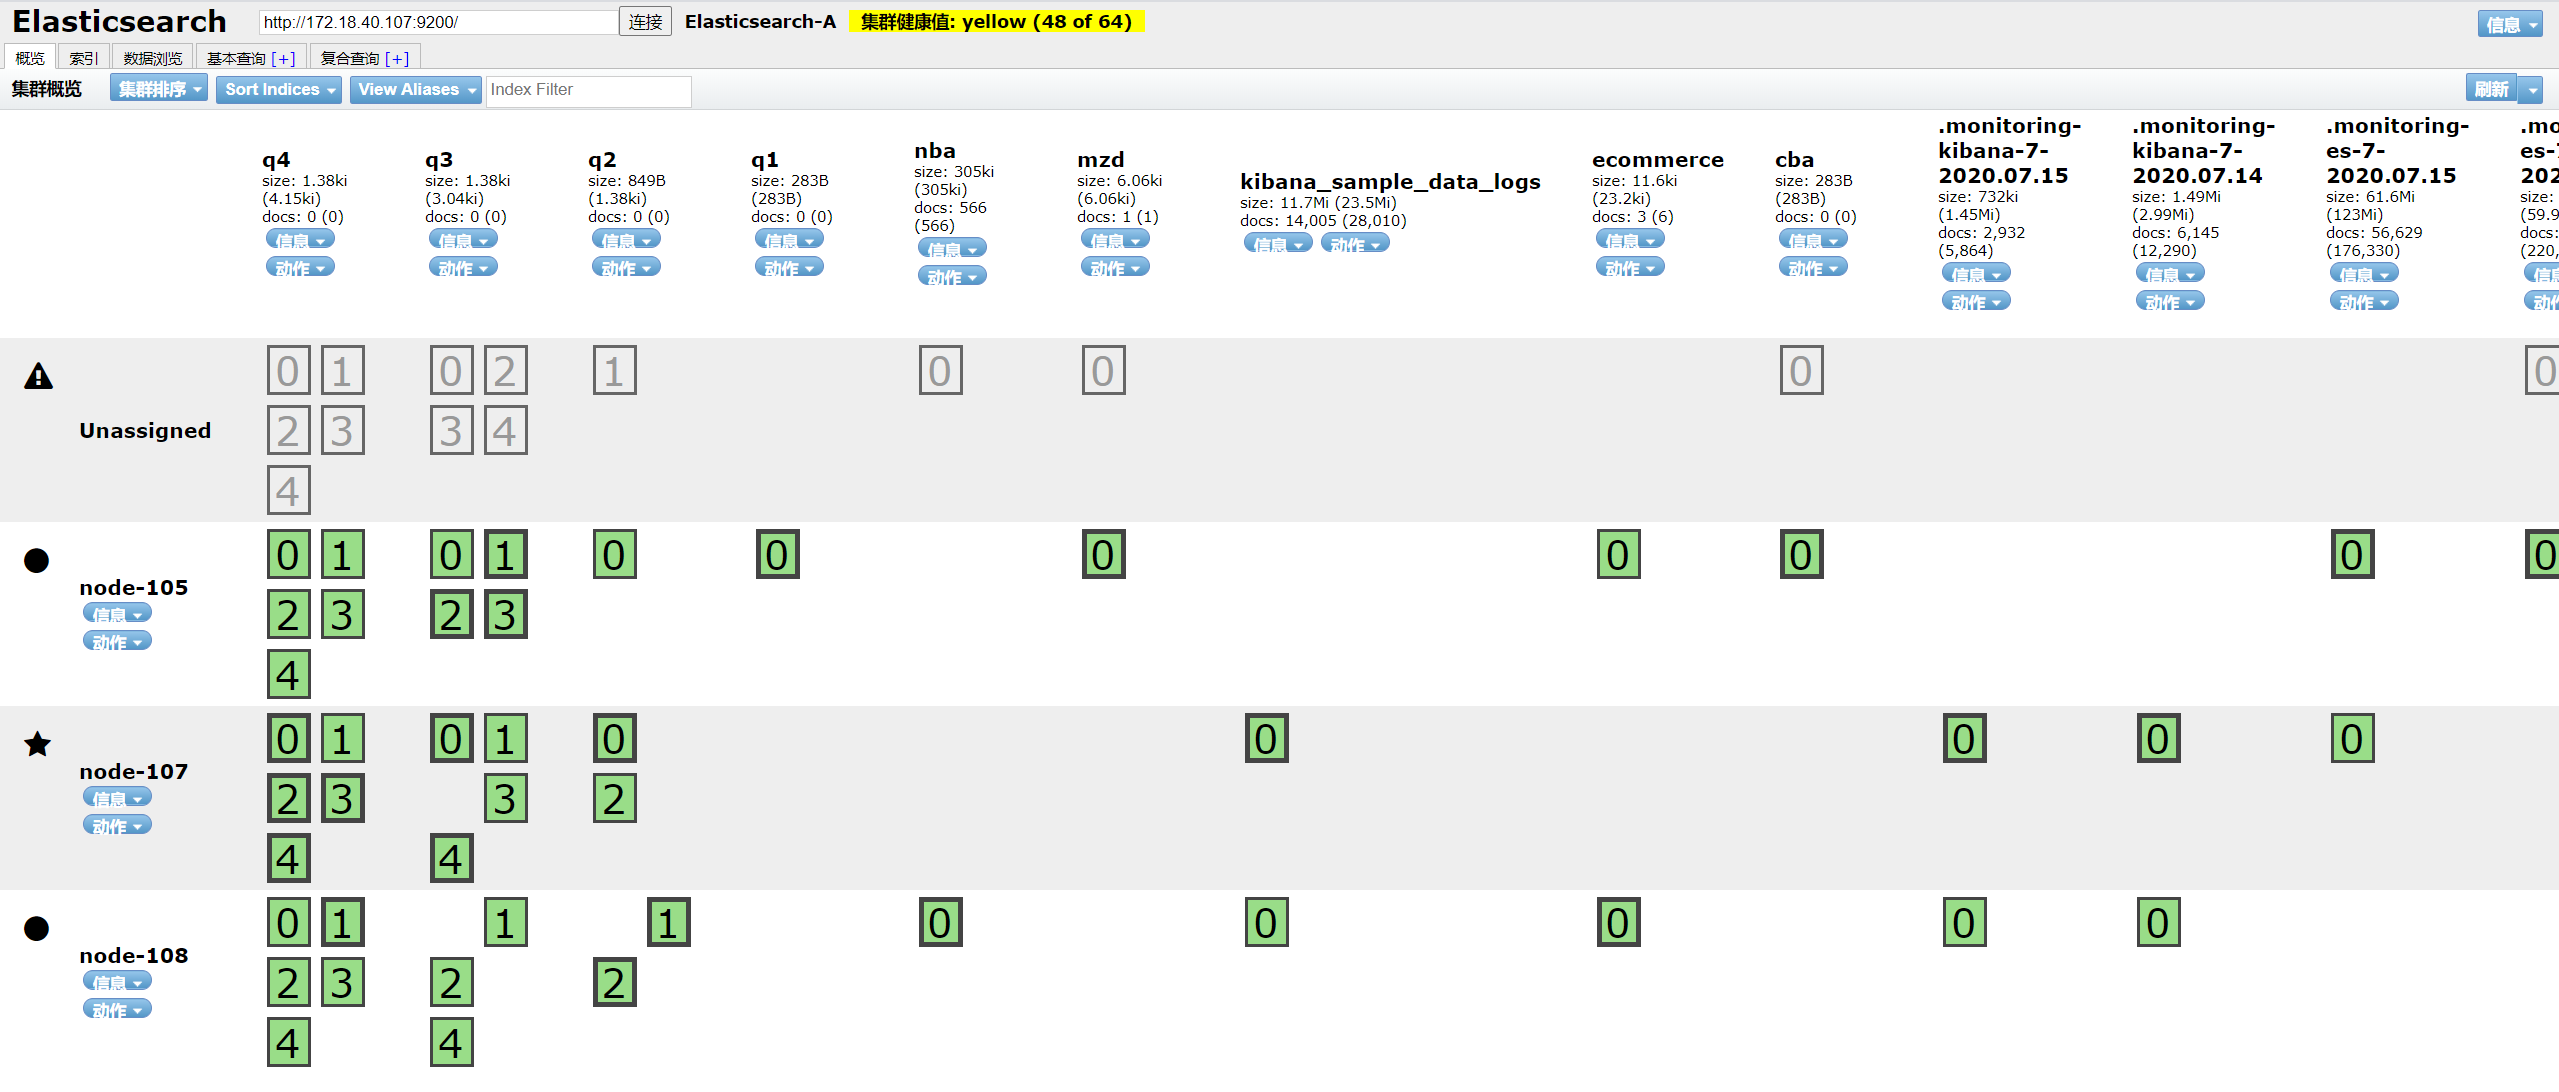 Elasticsearch
http://172.18.40.107:9200/
连接
Elasticsearch-A
集群健康值: yellow (48 of 64)
信息
概览
索引
数据浏览
基本查询 [+]
复合查询 [+]
集群概览
集群排序
Sort Indices
View Aliases
Index Filter
刷新
q4
size: 1.38ki
(4.15ki)
docs: 0 (0)
信息
动作
q3
size: 1.38ki
(3.04ki)
docs: 0 (0)
信息
动作
q2
size: 849B
(1.38ki)
docs: 0 (0)
信息
动作
q1
size: 283B
(283B)
docs: 0 (0)
信息
动作
nba
size: 305ki
(305ki)
docs: 566
(566)
信息
动作
mzd
size: 6.06ki
(6.06ki)
docs: 1 (1)
信息
动作
kibana_sample_data_logs
size: 11.7Mi (23.5Mi)
docs: 14,005 (28,010)
信息 动作
ecommerce
size: 11.6ki
(23.2ki)
docs: 3 (6)
信息
动作
cba
size: 283B
(283B)
docs: 0 (0)
信息
动作
.monitoring-
kibana-7-
2020.07.15
size: 732ki
(1.45Mi)
docs: 2,932
(5,864)
信息
动作
.monitoring-
kibana-7-
2020.07.14
size: 1.49Mi
(2.99Mi)
docs: 6,145
(12,290)
信息
动作
.monitoring-
es-7-
2020.07.15
size: 61.6Mi
(123Mi)
docs: 56,629
(176,330)
信息
动作
.mo
es-7
202
size:
(59.9
docs:
(220,
信息
动作
Unassigned
0 1 0 2 1 0 0 0 0
2 3 3 4
4
node-105
信息
动作
0 1 0 1 0 0 0 0 0 0 0
2 3 2 3
4
node-107
信息
动作
0 1 0 1 0 0 0 0 0
2 3 3 2
4 4
node-108
信息
动作
0 1 1 1 0 0 0 0 0
2 3 2 2
4 4